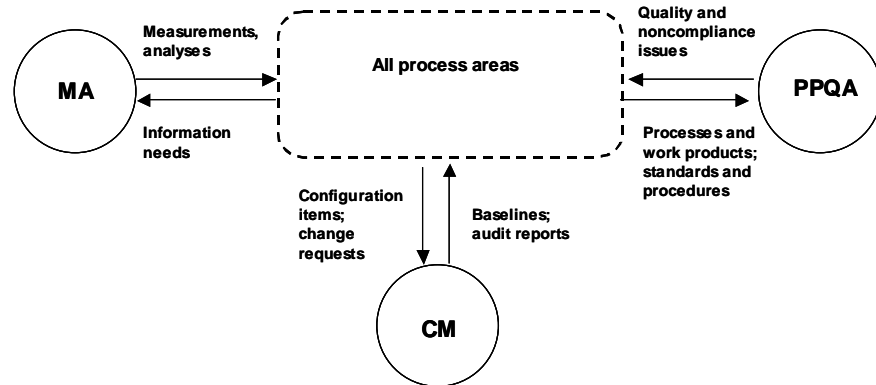 Measurements,
analyses
MA
Information
needs
All process areas
Quality and
noncompliance
issues
PPQA
Processes and
work products;
standards and
procedures
Configuration
items;
change
requests
Baselines;
audit reports
CM